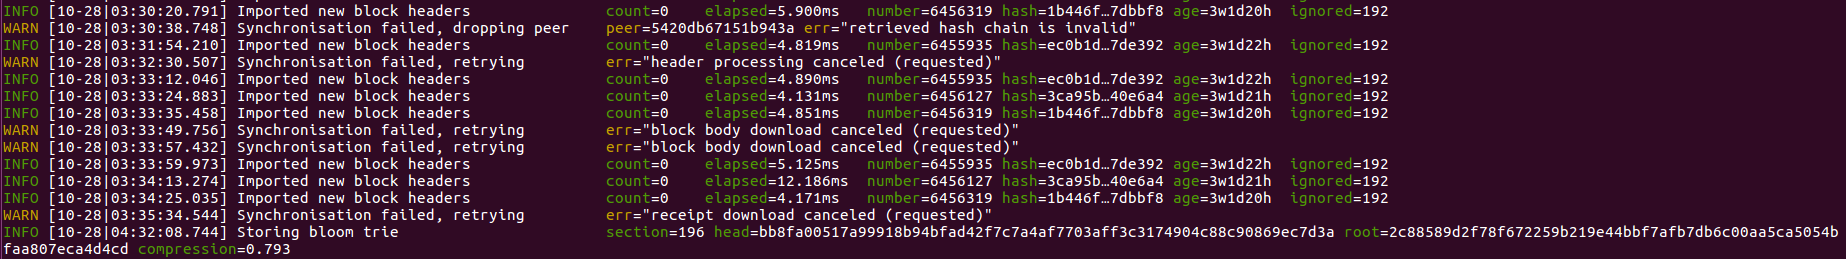 INFO [10-28|03:30:20.791] Imported new block headers count=0 elapsed=5.900ms number=6456319 hash=1b446f…7dbbf8 age=3w1d20h ignored=192
WARN [10-28|03:30:38.748] Synchronisation failed, dropping peer peer=5420db67151b943a err="retrieved hash chain is invalid"
INFO [10-28|03:31:54.210] Imported new block headers count=0 elapsed=4.819ms number=6455935 hash=ec0b1d…7de392 age=3w1d22h ignored=192
WARN [10-28|03:32:30.507] Synchronisation failed, retrying err="header processing canceled (requested)"
INFO [10-28|03:33:12.046] Imported new block headers count=0 elapsed=4.890ms number=6455935 hash=ec0b1d…7de392 age=3w1d22h ignored=192
INFO [10-28|03:33:24.883] Imported new block headers count=0 elapsed=4.131ms number=6456127 hash=3ca95b…40e6a4 age=3w1d21h ignored=192
INFO [10-28|03:33:35.458] Imported new block headers count=0 elapsed=4.851ms number=6456319 hash=1b446f…7dbbf8 age=3w1d20h ignored=192
WARN [10-28|03:33:49.756] Synchronisation failed, retrying err="block body download canceled (requested)"
WARN [10-28|03:33:57.432] Synchronisation failed, retrying err="block body download canceled (requested)"
INFO [10-28|03:33:59.973] Imported new block headers count=0 elapsed=5.125ms number=6455935 hash=ec0b1d…7de392 age=3w1d22h ignored=192
INFO [10-28|03:34:13.274] Imported new block headers count=0 elapsed=12.186ms number=6456127 hash=3ca95b…40e6a4 age=3w1d21h ignored=192
INFO [10-28|03:34:25.035] Imported new block headers count=0 elapsed=4.171ms number=6456319 hash=1b446f…7dbbf8 age=3w1d20h ignored=192
WARN [10-28|03:35:34.544] Synchronisation failed, retrying err="receipt download canceled (requested)"
INFO [10-28|04:32:08.744] Storing bloom trie section=196 head=bb8fa00517a99918b94bfad42f7c7a4af7703aff3c3174904c88c90869ec7d3a root=2c88589d2f78f672259b219e44bbf7afb7db6c00aa5ca5054b
faa807eca4d4cd compression=0.793